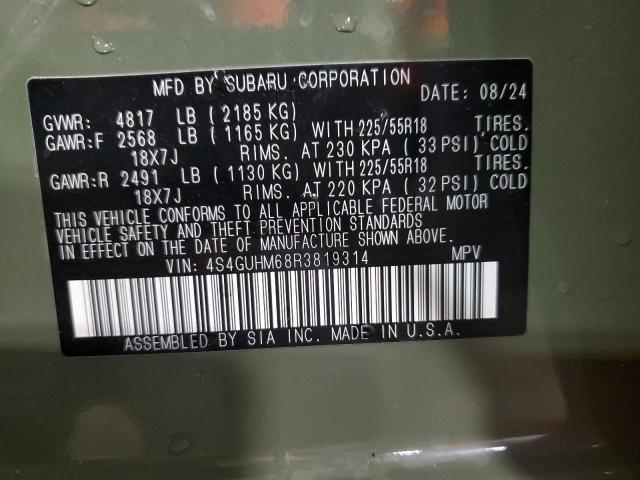 MFD BY SUBARU CORPORATION
DATE: 08/24
GVWR: 4817 LB (2185 KG)
GAWR:F 2568 LB (1165 KG) WITH 225/55R18 TIRES.
18X7J RIMS. AT 230 KPA (33 PSI) COLD
GAWR:R 2491 LB (1130 KG) WITH 225/55R18 TIRES.
18X7J RIMS. AT 220 KPA (32 PSI) COLD
THIS VEHICLE CONFORMS TO ALL APPLICABLE FEDERAL MOTOR
VEHICLE SAFETY AND THEFT PREVENTION STANDARDS
IN EFFECT ON THE DATE OF MANUFACTURE SHOWN ABOVE.
VIN: 4S4GUHM68R3819314 MPV
ASSEMBLED BY SIA INC. MADE IN U.S.A.